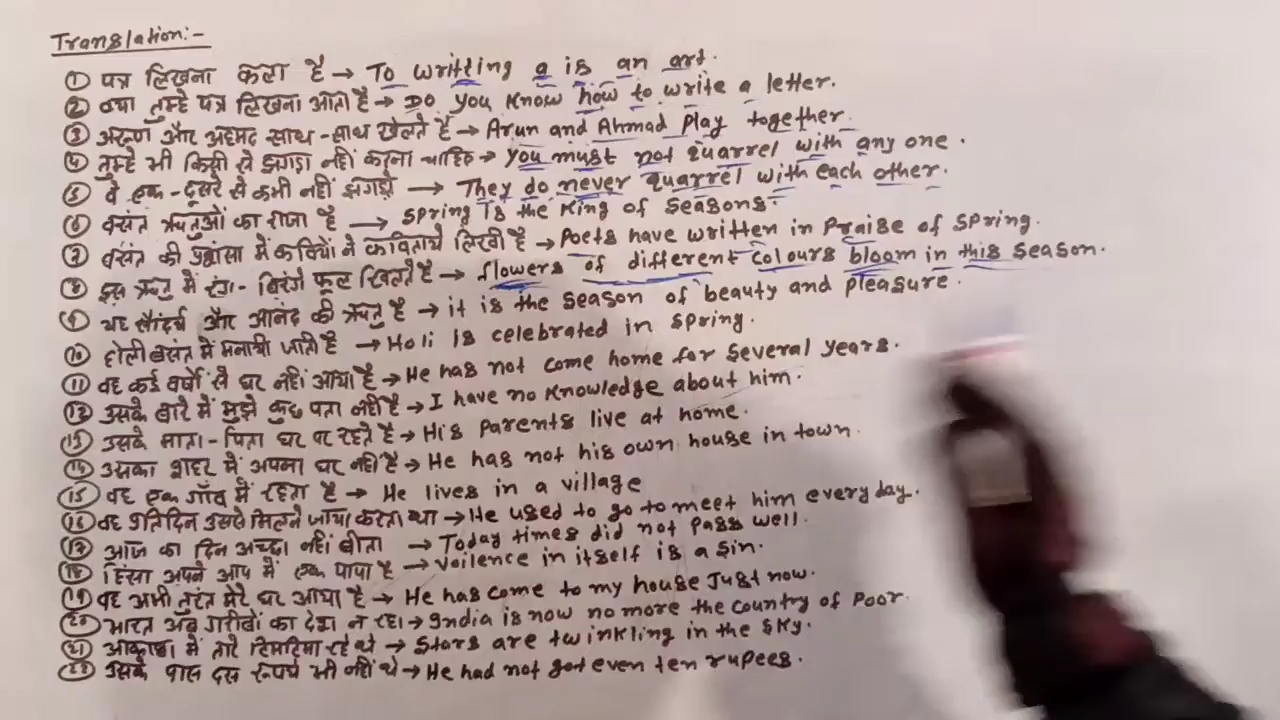 Translation:-
① पत्र लिखना कला है → To writting a is an art.
② क्या तुम्हे पत्र लिखना आता है → Do you know how to write a letter.
③ अरूण और अहमद साथ-साथ खेलते है → Arun and Ahmad Play together.
④ तुम्हे भी किसी से झगड़ा नहीं करना चाहिए → you must not quarrel with any one.
⑤ वे एक-दूसरे से कभी नहीं झगड़ते → They do never quarrel with each other.
⑥ वसंत ऋतुओं का राजा है → Spring Is the King of Seasons.
⑦ वसंत की प्रशंसा में कवियों ने कवितायें लिखी है → Poets have written in Praise of Spring.
⑧ इस ऋतु में रंग-बिरंगे फूल खिलते है → flowers of different colours bloom in this season.
⑨ यह सौंदर्य और आनंद की ऋतु है → it is the season of beauty and pleasure.
⑩ होली बसंत में मनायी जाती है → Holi is celebrated in Spring.
⑪ वह कई वर्षो से घर नहीं आया है → He has not come home for several years.
⑫ उसके बारे में मुझे कुछ पता नहीं है → I have no knowledge about him.
⑬ उसके माता-पिता घर पर रहते है → His Parents live at home.
⑭ उसका शहर में अपना घर नहीं है → He has not his own house in town.
⑮ वह एक गाँव में रहता है → He lives in a village
⑯ वह प्रतिदिन उससे मिलने जाया करता था → He used to go to meet him every day.
⑰ आज का दिन अच्छा नहीं बीता → Today times did not Pass well.
⑱ हिंसा अपने आप में एक पापा है → Voilence in itself is a Sin.
⑲ वह अभी तुरंत मेरे घर आया है → He has come to my house Just now.
⑳ भारत अब गरीबों का देश न रहा → India is now no more the country of Poor.
㉑ आकाश में तारे टिमटिमा रहे थे → Stars are twinkling in the Sky.
उसके पास दस रूपये भी नहीं थे → He had not got even ten rupees.